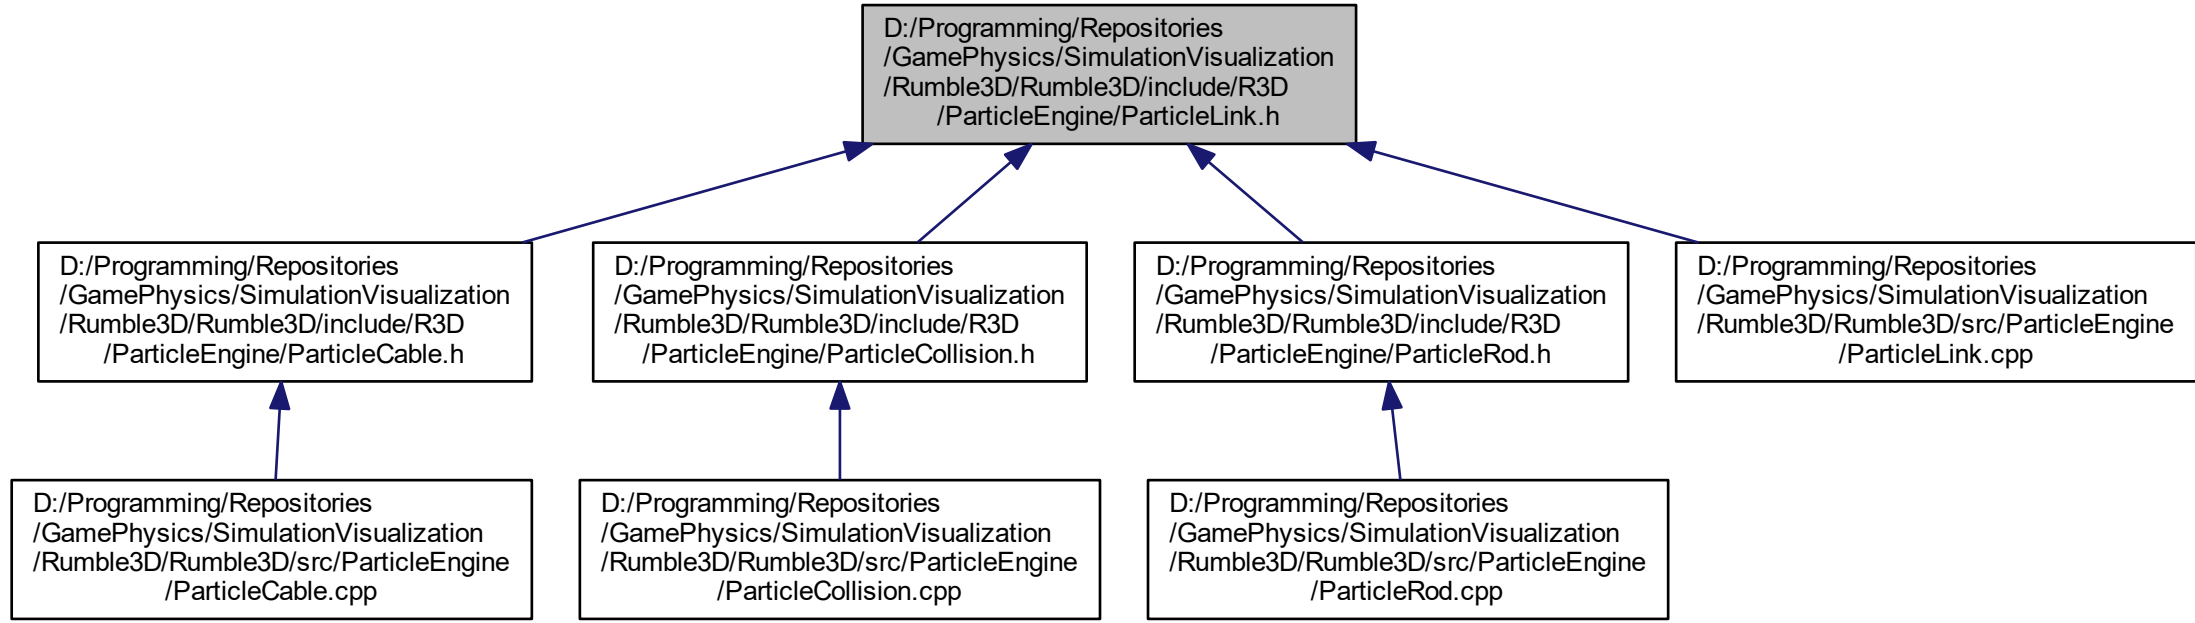 D:/Programming/Repositories
/GamePhysics/SimulationVisualization
/Rumble3D/Rumble3D/include/R3D
/ParticleEngine/ParticleLink.h
D:/Programming/Repositories
/GamePhysics/SimulationVisualization
/Rumble3D/Rumble3D/include/R3D
/ParticleEngine/ParticleCable.h
D:/Programming/Repositories
/GamePhysics/SimulationVisualization
/Rumble3D/Rumble3D/include/R3D
/ParticleEngine/ParticleCollision.h
D:/Programming/Repositories
/GamePhysics/SimulationVisualization
/Rumble3D/Rumble3D/include/R3D
/ParticleEngine/ParticleRod.h
D:/Programming/Repositories
/GamePhysics/SimulationVisualization
/Rumble3D/Rumble3D/src/ParticleEngine
/ParticleLink.cpp
D:/Programming/Repositories
/GamePhysics/SimulationVisualization
/Rumble3D/Rumble3D/src/ParticleEngine
/ParticleCable.cpp
D:/Programming/Repositories
/GamePhysics/SimulationVisualization
/Rumble3D/Rumble3D/src/ParticleEngine
/ParticleCollision.cpp
D:/Programming/Repositories
/GamePhysics/SimulationVisualization
/Rumble3D/Rumble3D/src/ParticleEngine
/ParticleRod.cpp